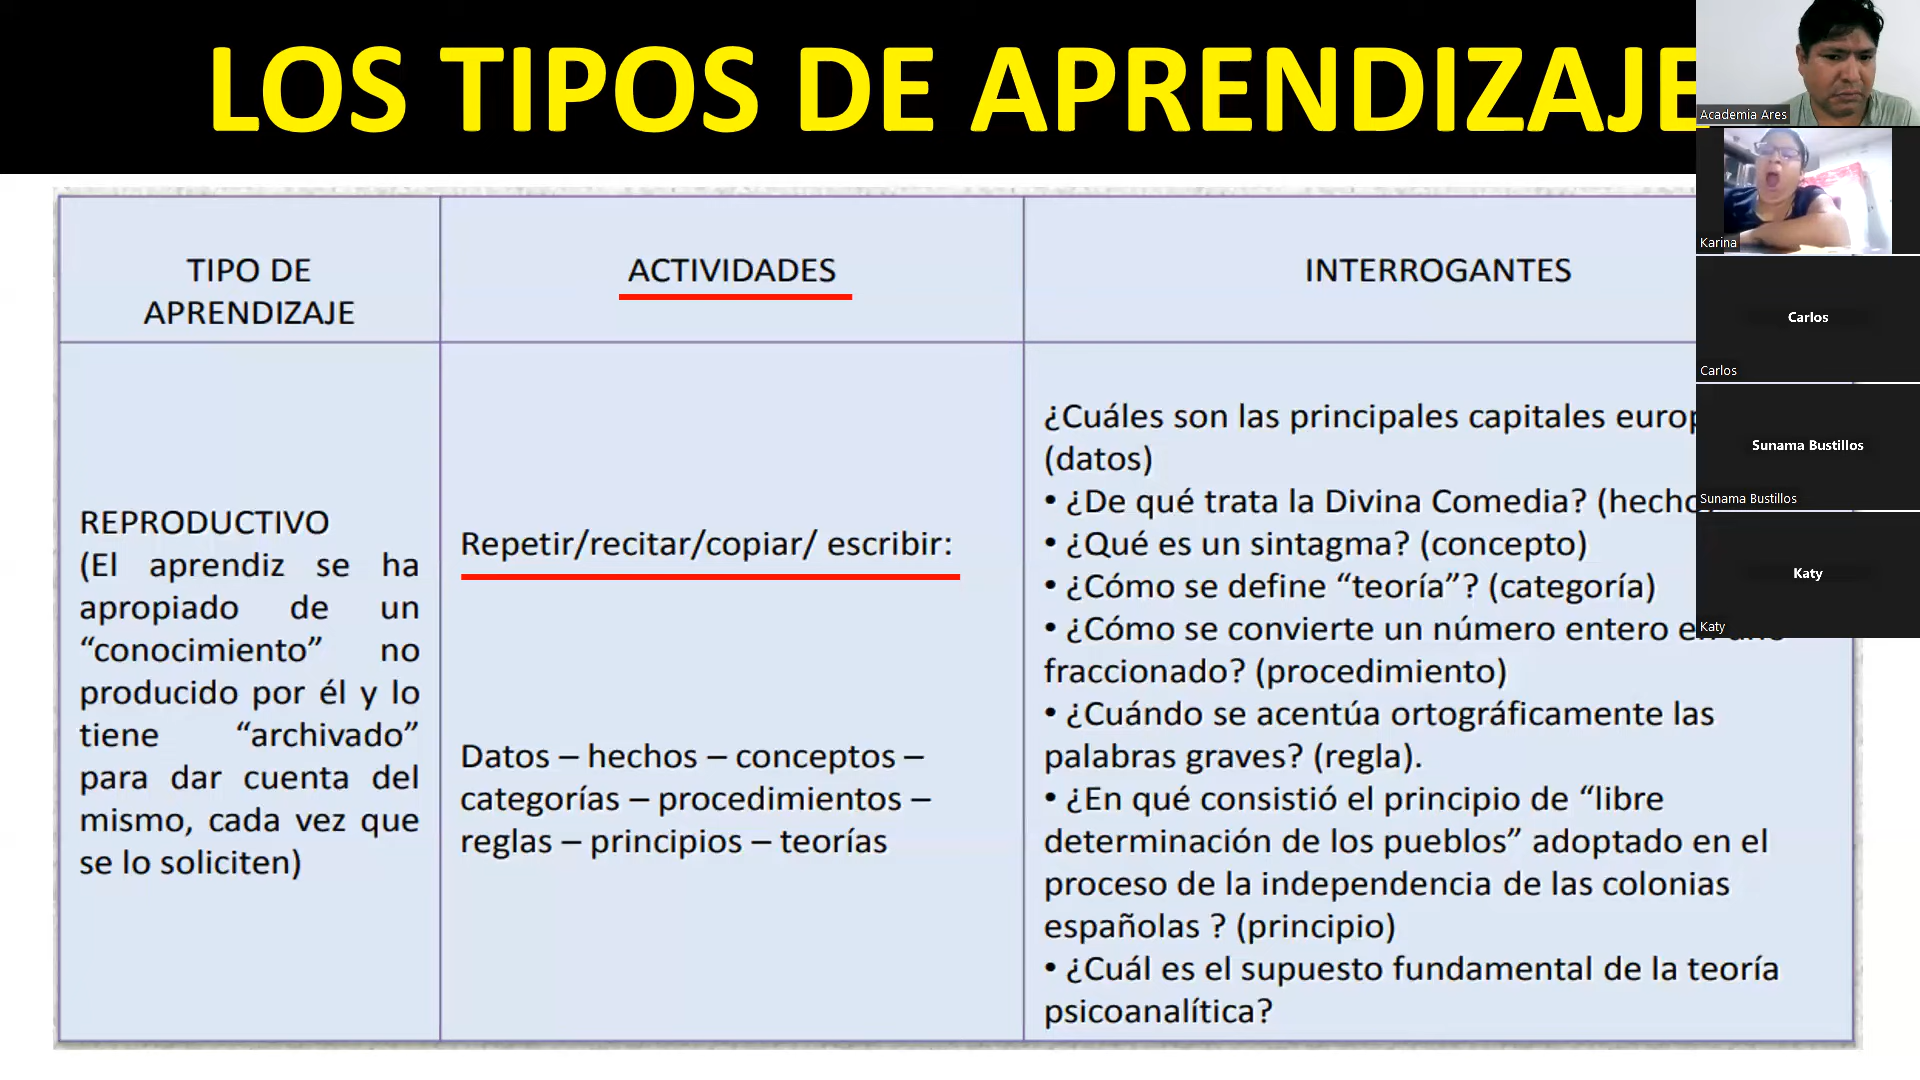 LOS TIPOS DE APRENDIZAJE
TIPO DE
APRENDIZAJE
ACTIVIDADES
INTERROGANTES
REPRODUCTIVO
(El aprendiz se ha
apropiado de un
“conocimiento” no
producido por él y lo
tiene “archivado”
para dar cuenta del
mismo, cada vez que
se lo soliciten)
Repetir/recitar/copiar/ escribir:
Datos – hechos – conceptos –
categorías – procedimientos –
reglas – principios – teorías
¿Cuáles son las principales capitales
(datos)
• ¿De qué trata la Divina Comedia? (hecho)
• ¿Qué es un sintagma? (concepto)
• ¿Cómo se define “teoría”? (categoría)
• ¿Cómo se convierte un número entero en uno
fraccionado? (procedimiento)
• ¿Cuándo se acentúa ortográficamente las
palabras graves? (regla).
• ¿En qué consistió el principio de “libre
determinación de los pueblos” adoptado en el
proceso de la independencia de las colonias
españolas ? (principio)
• ¿Cuál es el supuesto fundamental de la teoría
psicoanalítica?
Academia Ares
Karina
Carlos
Carlos
Sunama Bustillos
Sunama Bustillos
Katy
Katy